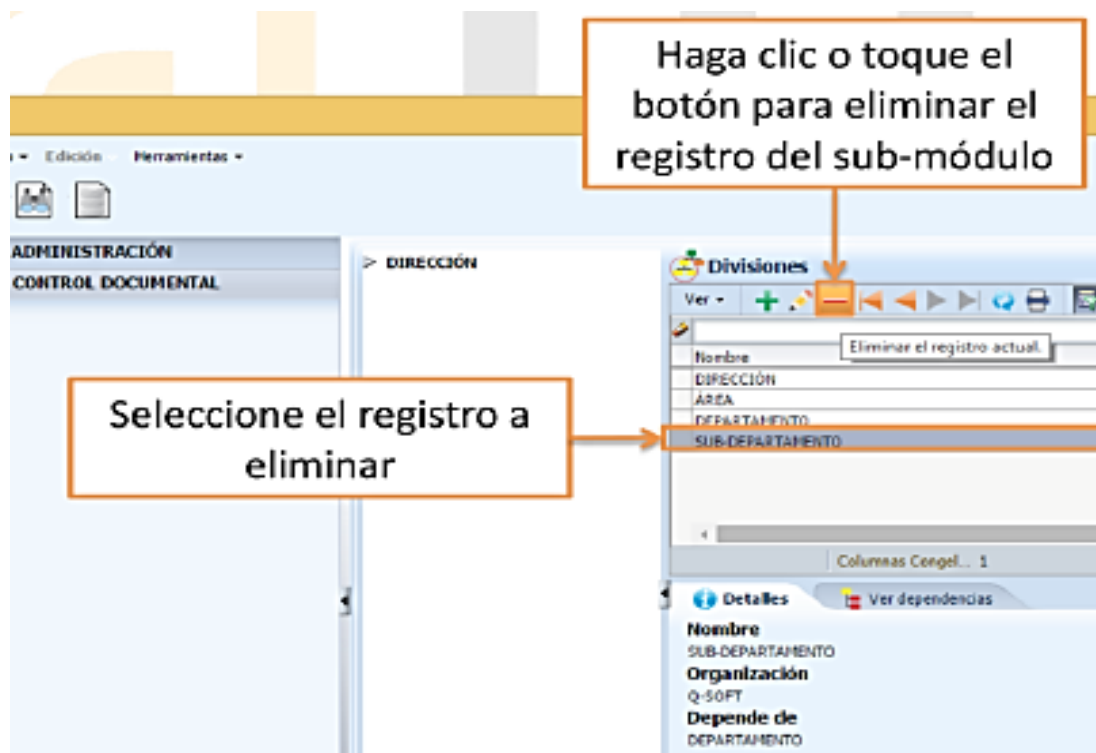 Haga clic o toque el
botón para eliminar el
registro del sub-módulo
Edición Herramientas
ADMINISTRACIÓN
CONTROL DOCUMENTAL
> DIRECCIÓN
Divisiones
Ver
Eliminar el registro actual.
Nombre
DIRECCIÓN
ÁREA
DEPARTAMENTO
SUB-DEPARTAMENTO
Seleccione el registro a
eliminar
Columnas Congel... 1
Detalles Ver dependencias
Nombre
SUB-DEPARTAMENTO
Organización
Q-SOFT
Depende de
DEPARTAMENTO